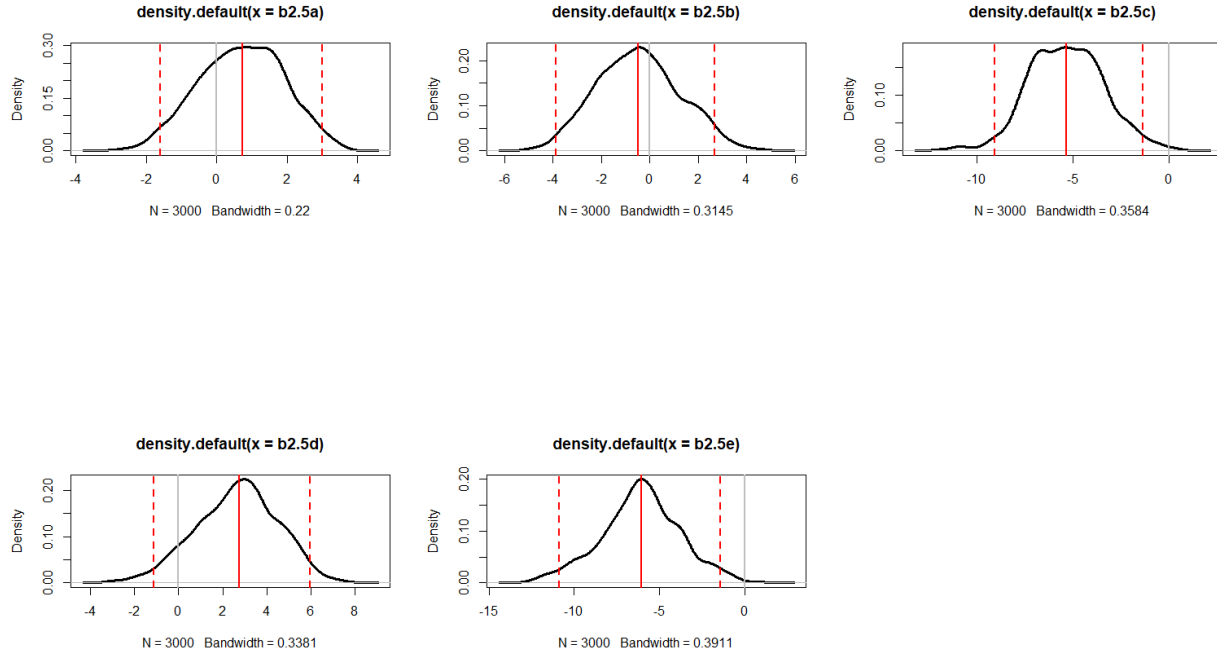 density.default(x = b2.5a)
Density
0.00 0.15 0.30
-4 -2 0 2 4
N = 3000 Bandwidth = 0.22
density.default(x = b2.5b)
Density
0.00 0.10 0.20
-6 -4 -2 0 2 4 6
N = 3000 Bandwidth = 0.3145
density.default(x = b2.5c)
Density
0.00 0.10
-10 -5 0
N = 3000 Bandwidth = 0.3584
density.default(x = b2.5d)
Density
0.00 0.10 0.20
-4 -2 0 2 4 6 8
N = 3000 Bandwidth = 0.3381
density.default(x = b2.5e)
Density
0.00 0.10 0.20
-15 -10 -5 0
N = 3000 Bandwidth = 0.3911